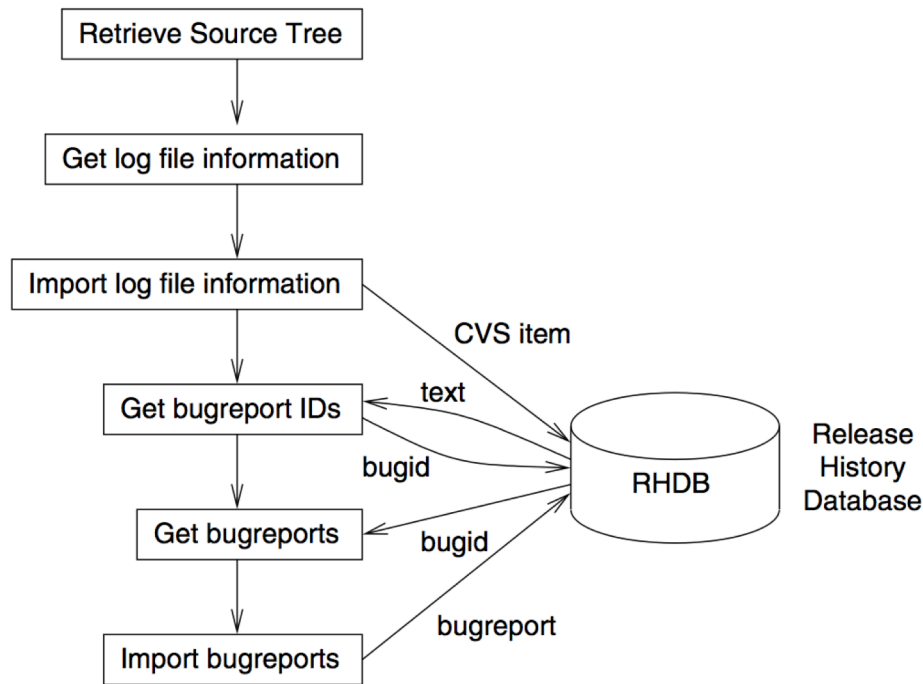 Retrieve Source Tree
Get log file information
Import log file information
CVS item
text
Get bugreport IDs
bugid
RHDB
Release
History
Database
Get bugreports
bugid
bugreport
Import bugreports